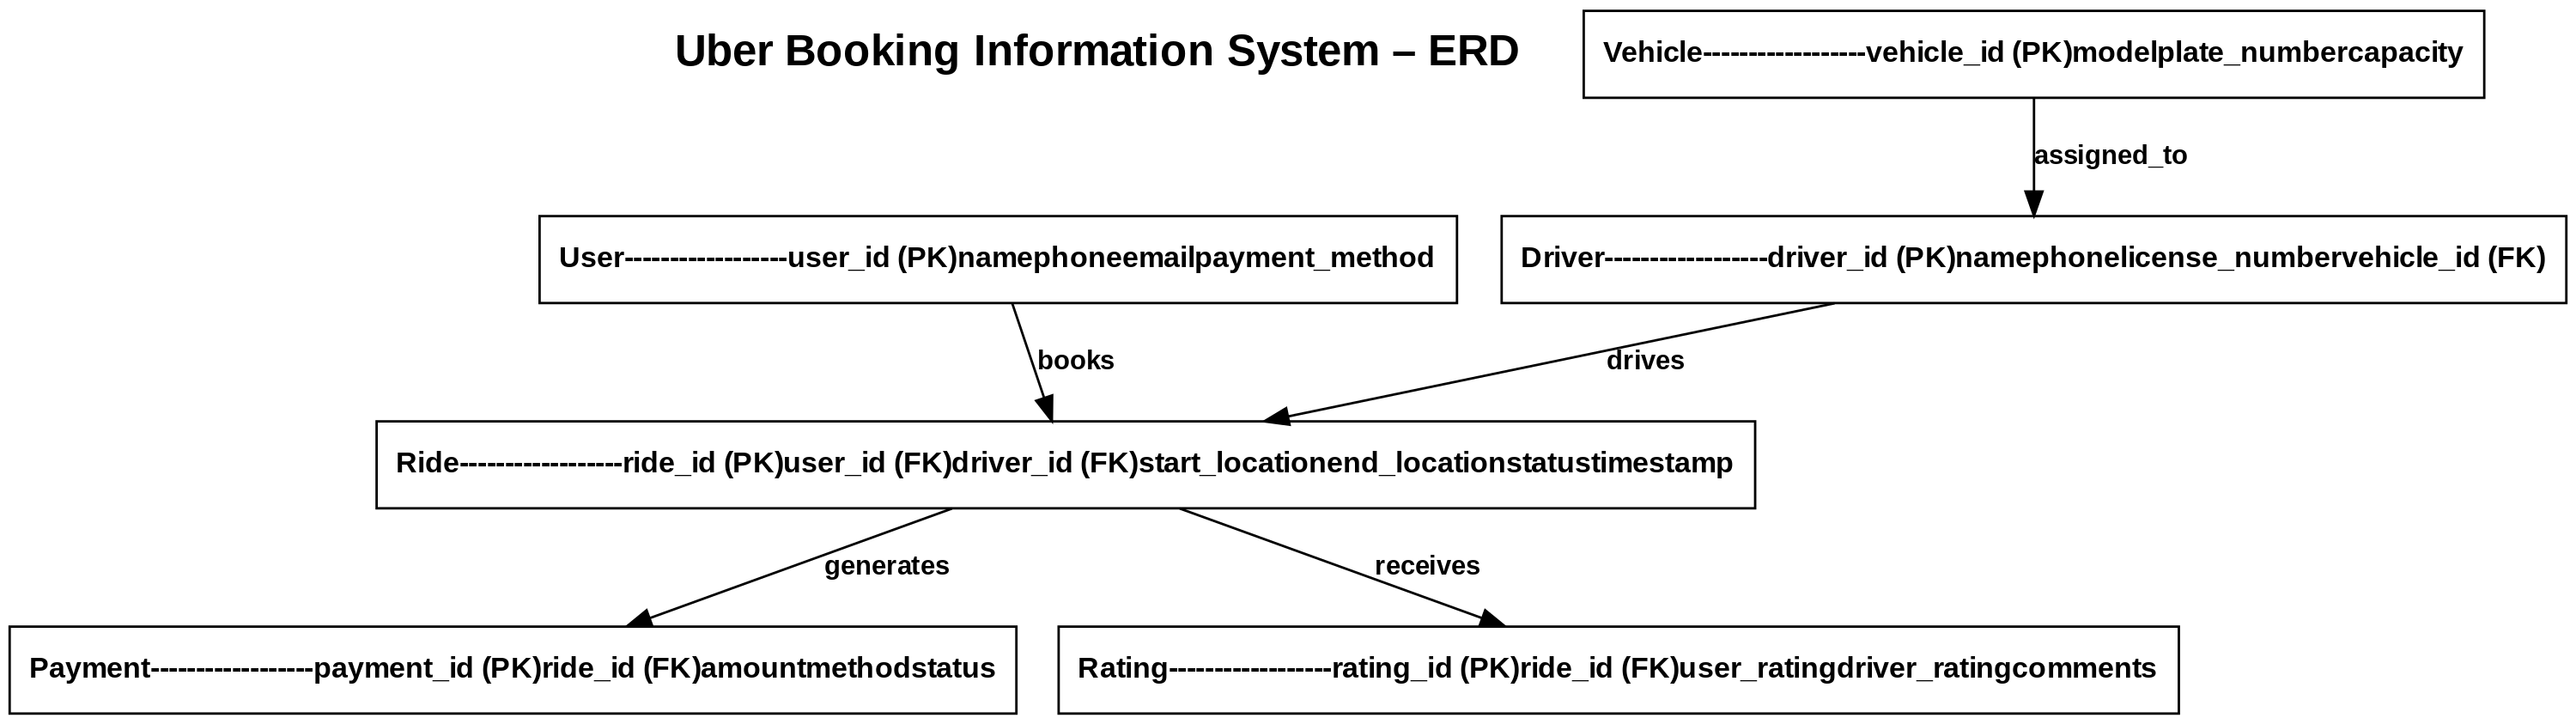 Uber Booking Information System – ERD
Vehicle------------------vehicle_id (PK)modelplate_numbercapacity
assigned_to
User------------------user_id (PK)namephoneemailpayment_method
Driver------------------driver_id (PK)namephonelicense_numbervehicle_id (FK)
books
drives
Ride------------------ride_id (PK)user_id (FK)driver_id (FK)start_locationend_locationstatustimestamp
generates
receives
Payment------------------payment_id (PK)ride_id (FK)amountmethodstatus
Rating------------------rating_id (PK)ride_id (FK)user_ratingdriver_ratingcomments